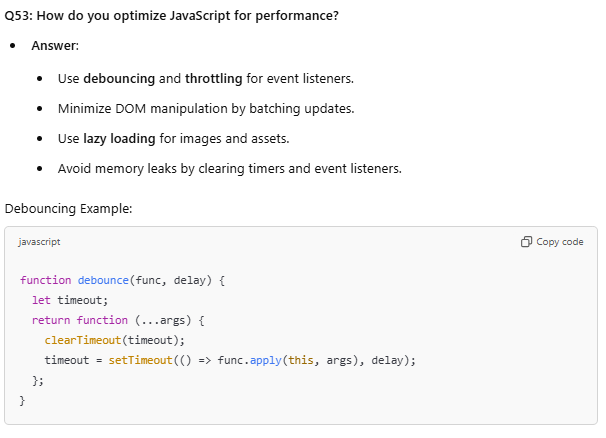 Q53: How do you optimize JavaScript for performance?
Answer:
Use debouncing and throttling for event listeners.
Minimize DOM manipulation by batching updates.
Use lazy loading for images and assets.
Avoid memory leaks by clearing timers and event listeners.
Debouncing Example:
javascript Copy code
function debounce(func, delay) {
  let timeout;
  return function (...args) {
    clearTimeout(timeout);
    timeout = setTimeout(() => func.apply(this, args), delay);
  };
}